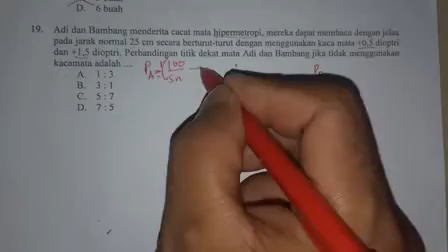 D. 6 buah
19. Adi dan Bambang menderita cacat mata hipermetropi, mereka dapat membaca dengan jelas
pada jarak normal 25 cm secara berturut-turut dengan menggunakan kaca mata +0,5 dioptri
dan +1,5 dioptri. Perbandingan titik dekat mata Adi dan Bambang jika tidak menggunakan
kacamata adalah ....
A. 1 : 3
B. 3 : 1
C. 5 : 7
D. 7 : 5
P_A = 100
Sn